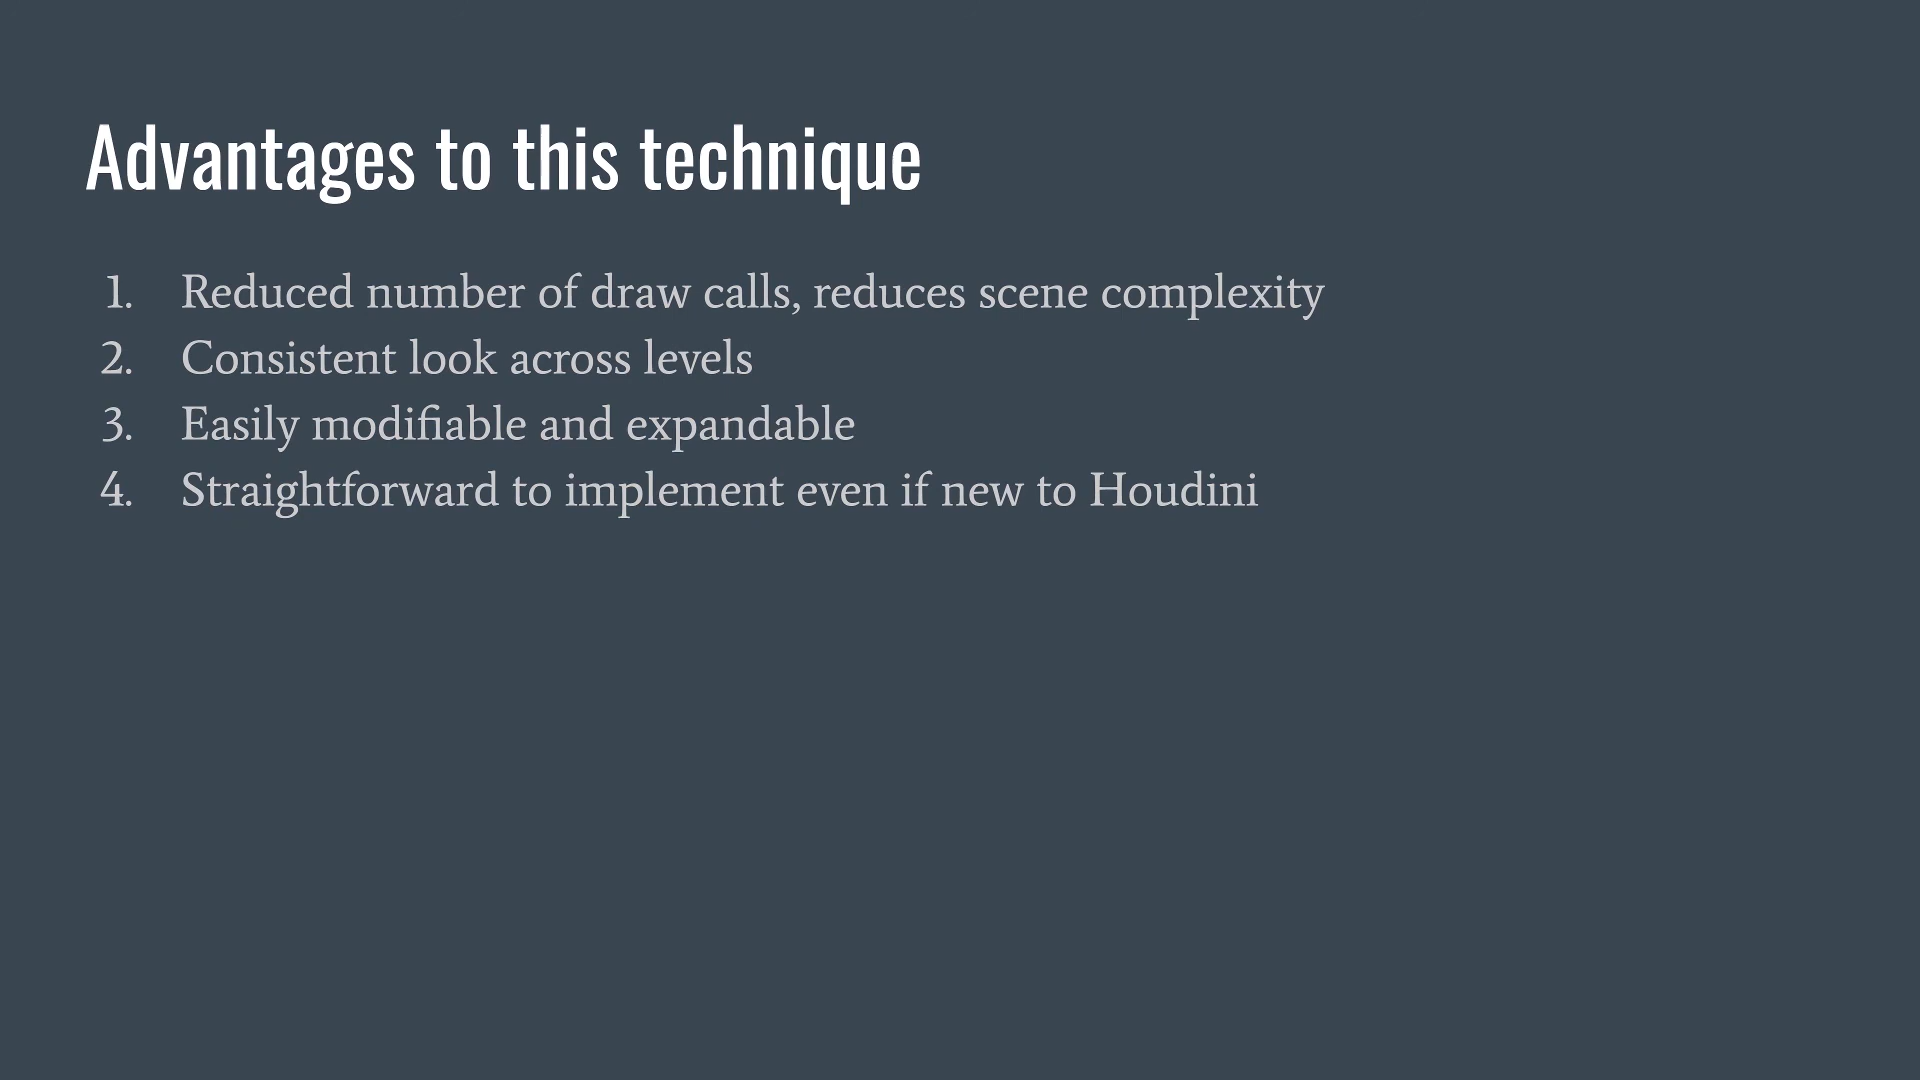 Advantages to this technique
1. Reduced number of draw calls, reduces scene complexity
2. Consistent look across levels
3. Easily modifiable and expandable
4. Straightforward to implement even if new to Houdini